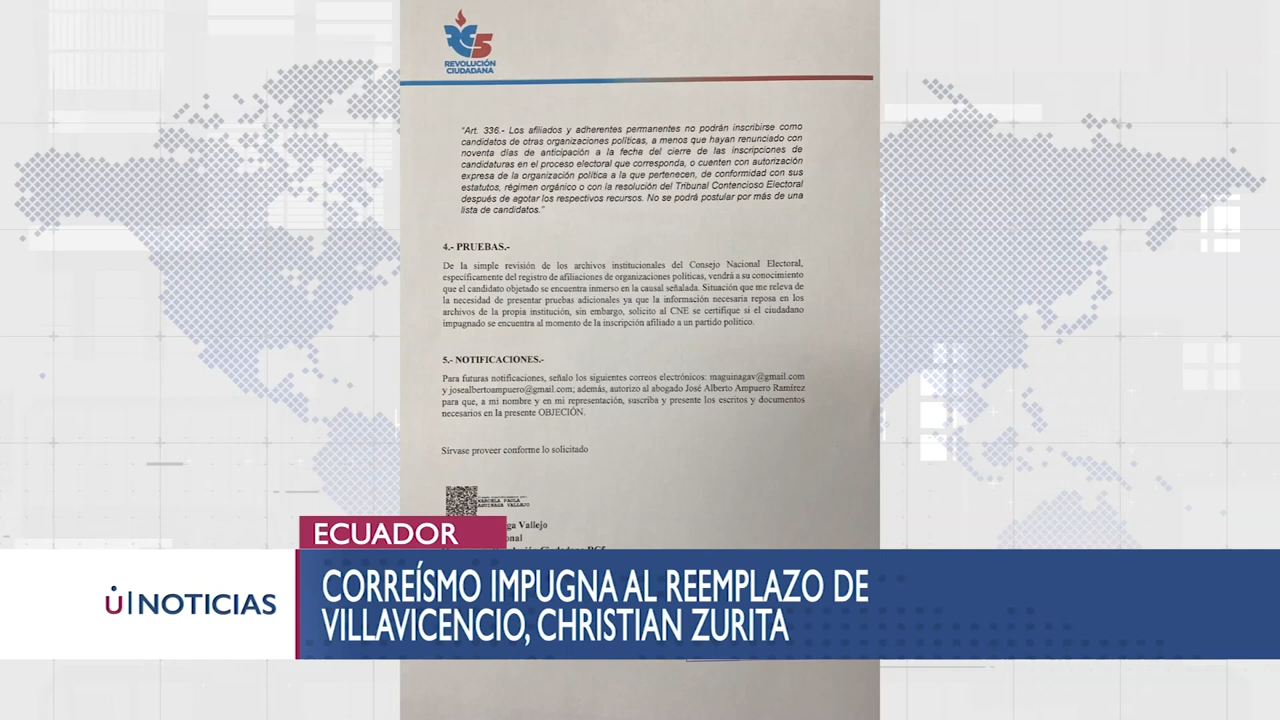 RC5
REVOLUCIÓN
CIUDADANA
"Art. 336.- Los afiliados y adherentes permanentes no podrán inscribirse como
candidatos de otras organizaciones políticas, a menos que hayan renunciado con
noventa días de anticipación a la fecha del cierre de las inscripciones de
candidaturas en el proceso electoral que corresponda, o cuenten con autorización
expresa de la organización política a la que pertenecen, de conformidad con sus
estatutos, régimen orgánico o con la resolución del Tribunal Contencioso Electoral
después de agotar los respectivos recursos. No se podrá postular por más de una
lista de candidatos."
4.- PRUEBAS.-
De la simple revisión de los archivos institucionales del Consejo Nacional Electoral,
específicamente del registro de afiliaciones de organizaciones políticas, vendrá a su conocimiento
que el candidato objetado se encuentra inmerso en la causal señalada. Situación que me releva de
la necesidad de presentar pruebas adicionales ya que la información necesaria reposa en los
archivos de la propia institución, sin embargo, solicito al CNE se certifique si el ciudadano
impugnado se encuentra al momento de la inscripción afiliado a un partido político.
5.- NOTIFICACIONES.-
Para futuras notificaciones, señalo los siguientes correos electrónicos: maguinagav@gmail.com
y josealbertoampuero@gmail.com; además, autorizo al abogado José Alberto Ampuero Ramírez
para que, a mi nombre y en mi representación, suscriba y presente los escritos y documentos
necesarios en la presente OBJECIÓN.
Sírvase proveer conforme lo solicitado
MARCELA PAOLA
AGUINAGA VALLEJO
ga Vallejo
onal
ECUADOR
U|NOTICIAS
CORREÍSMO IMPUGNA AL REEMPLAZO DE
VILLAVICENCIO, CHRISTIAN ZURITA